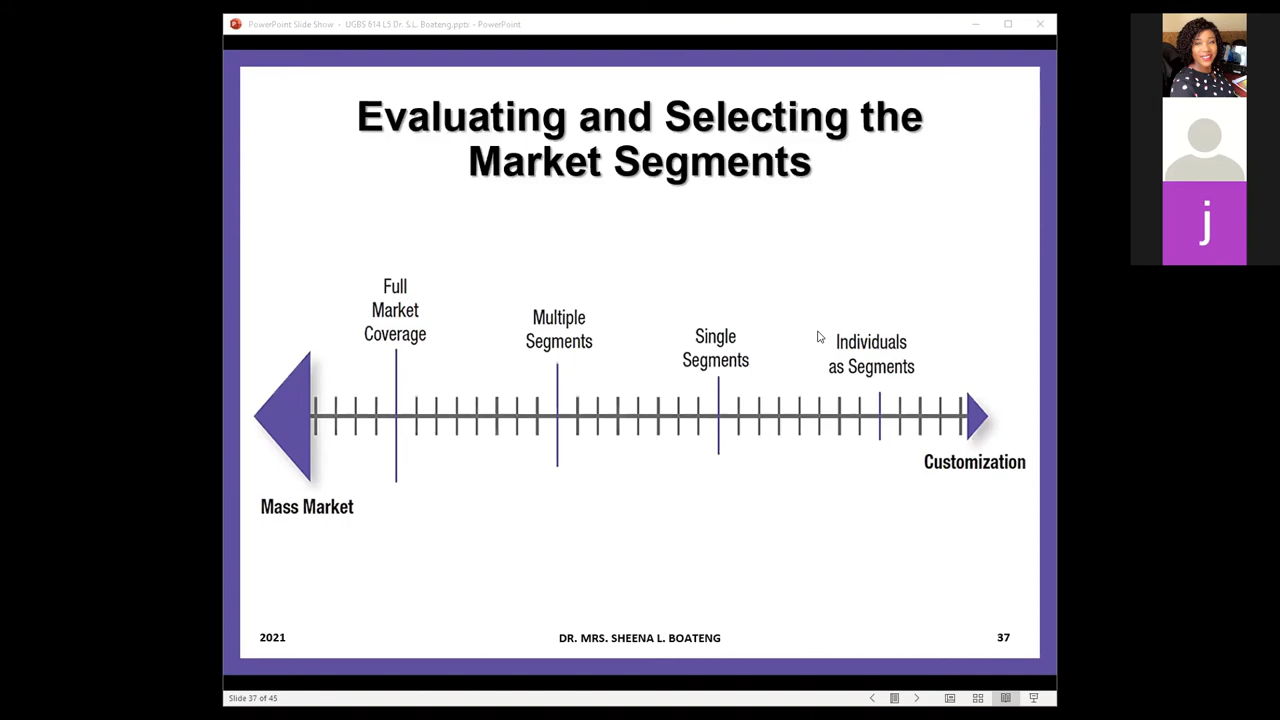 PowerPoint Slide Show - UGBS 614 L5 Dr. S.L. Boateng.pptx - PowerPoint
Evaluating and Selecting the
Market Segments
Full
Market
Coverage
Multiple
Segments
Single
Segments
Individuals
as Segments
Mass Market
Customization
2021
DR. MRS. SHEENA L. BOATENG
37
Slide 37 of 45
j